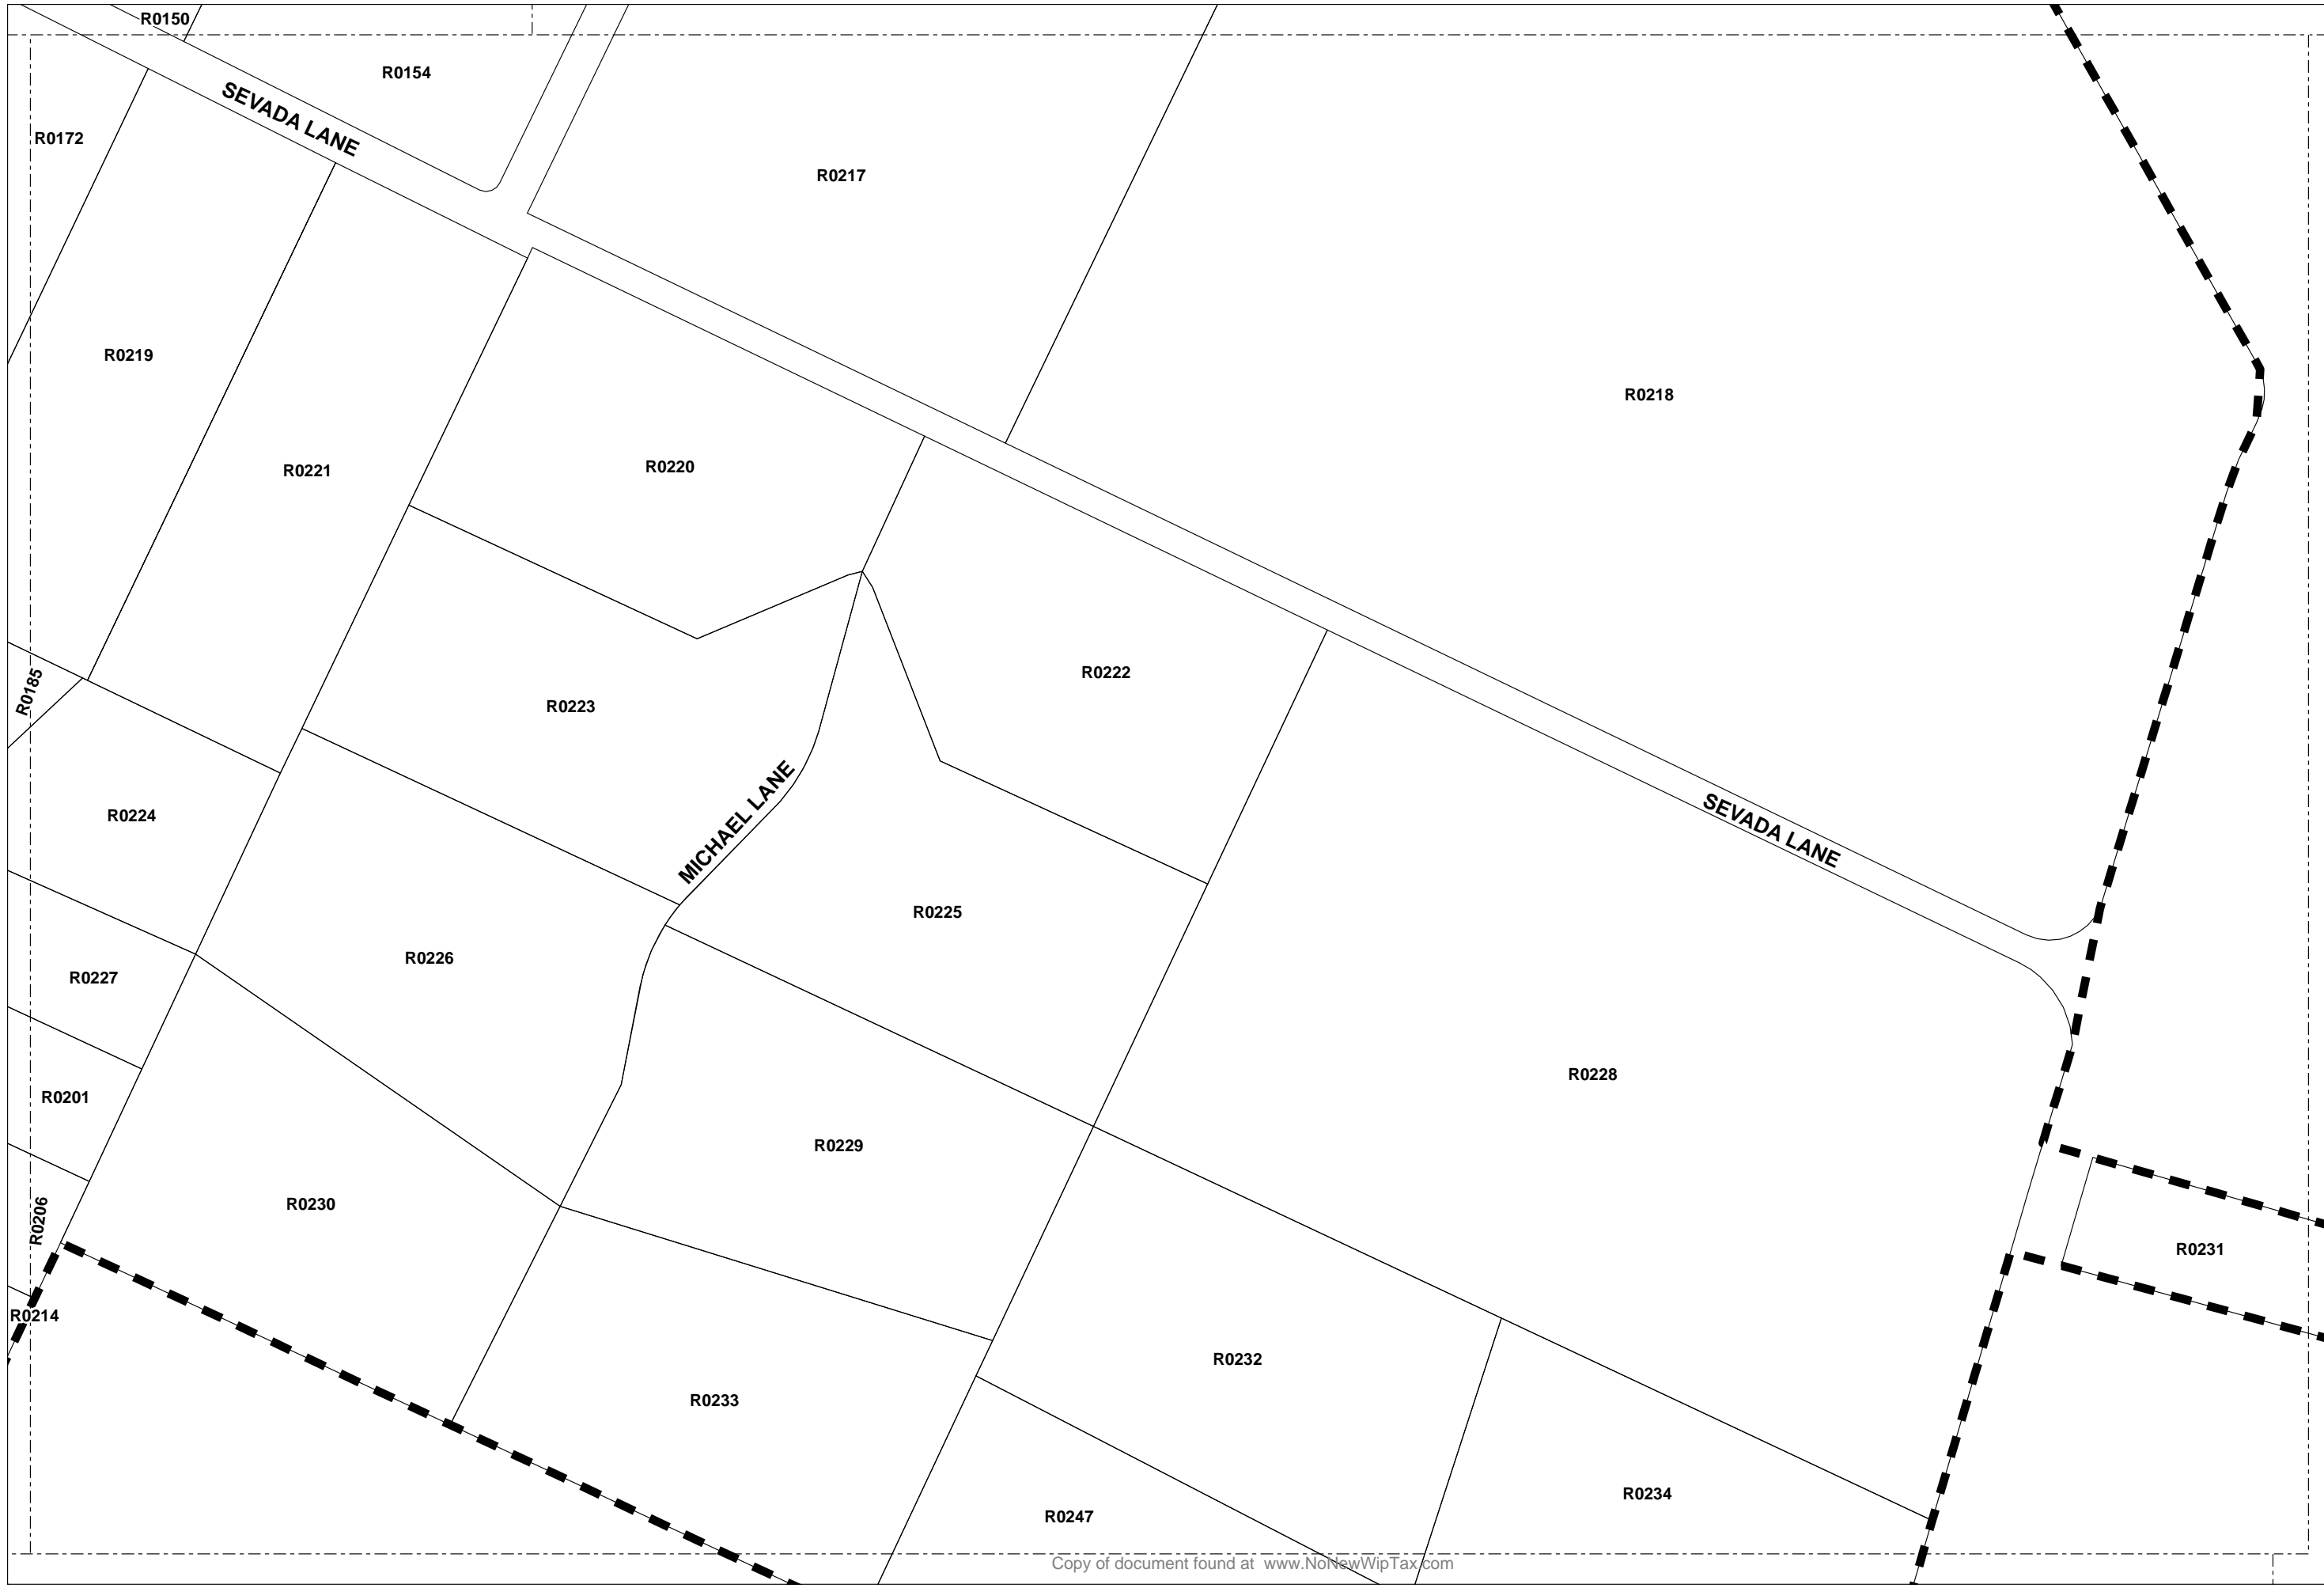 R0150
R0154
SEVADA LANE
R0172
R0217
R0219
R0218
R0221
R0220
R0222
R0185
R0223
MICHAEL LANE
SEVADA LANE
R0224
R0225
R0226
R0227
R0228
R0201
R0229
R0230
R0206
R0231
R0214
R0232
R0233
R0234
R0247
Copy of document found at www.NoNewWipTax.com